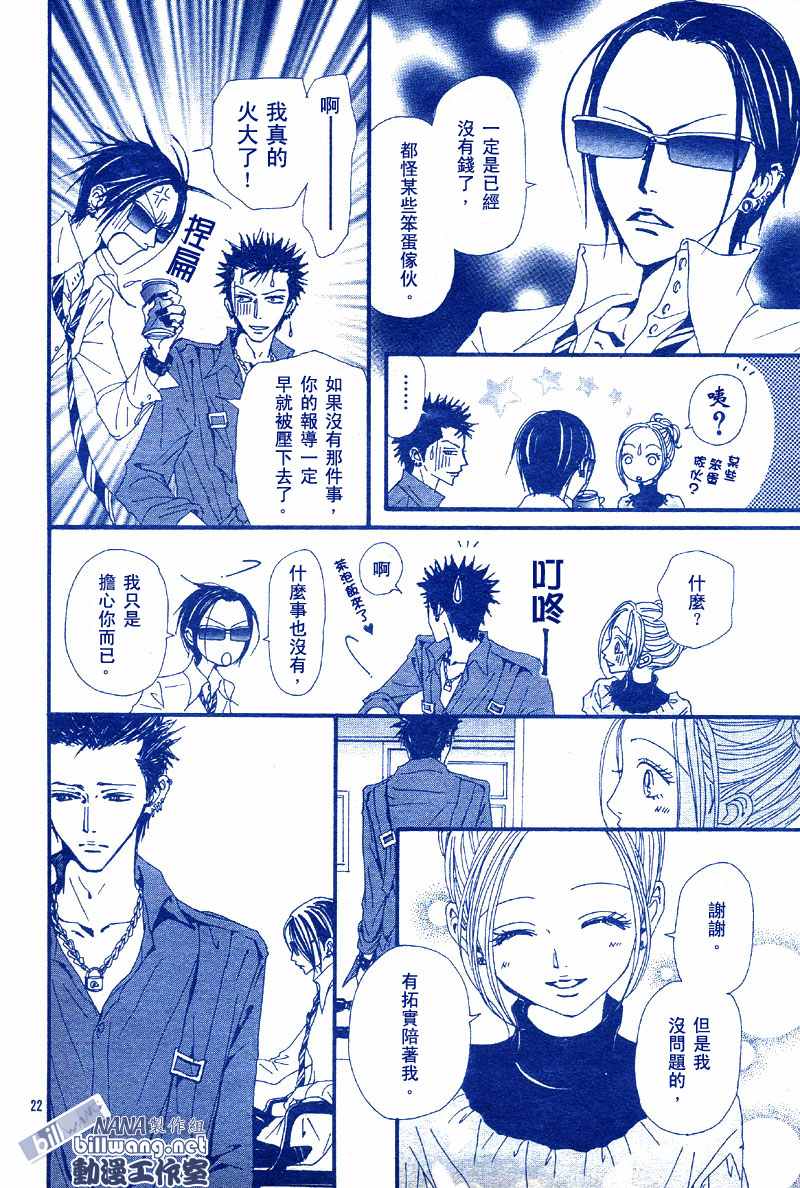 一定是已經
沒有錢了，
都怪某些笨蛋傢伙。
啊——
我真的
火大了！
捏扁
如果沒有那件事，
你的報導一定
早就被壓下去了。
咦？
某些
笨蛋
傢伙？
……
什麼？
叮咚—
啊
茶泡飯來了
什麼事也沒有，
我只是
擔心你而已。
謝謝。
但是我
沒問題的，
有拓實陪著我。
22
bill wang
NANA製作組
billwang.net
動漫工作室